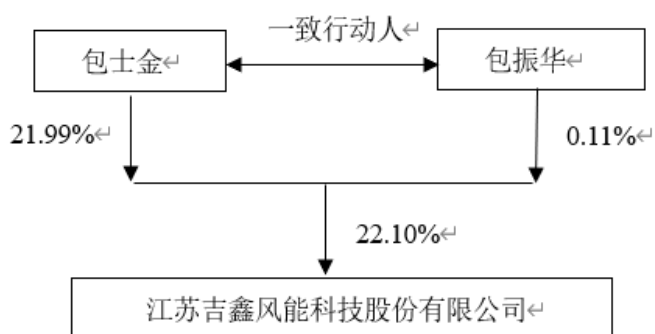 一致行动人
包士金
包振华
21.99%
0.11%
22.10%
江苏吉鑫风能科技股份有限公司